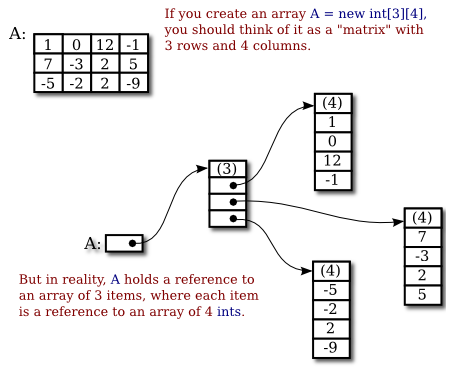 If you create an array A = new int[3][4],
you should think of it as a "matrix" with
3 rows and 4 columns.
A:
1 0 12 -1
7 -3 2 5
-5 -2 2 -9
(4)
1
0
12
-1
(3)
A:
(4)
7
-3
2
5
(4)
-5
-2
2
-9
But in reality, A holds a reference to
an array of 3 items, where each item
is a reference to an array of 4 ints.